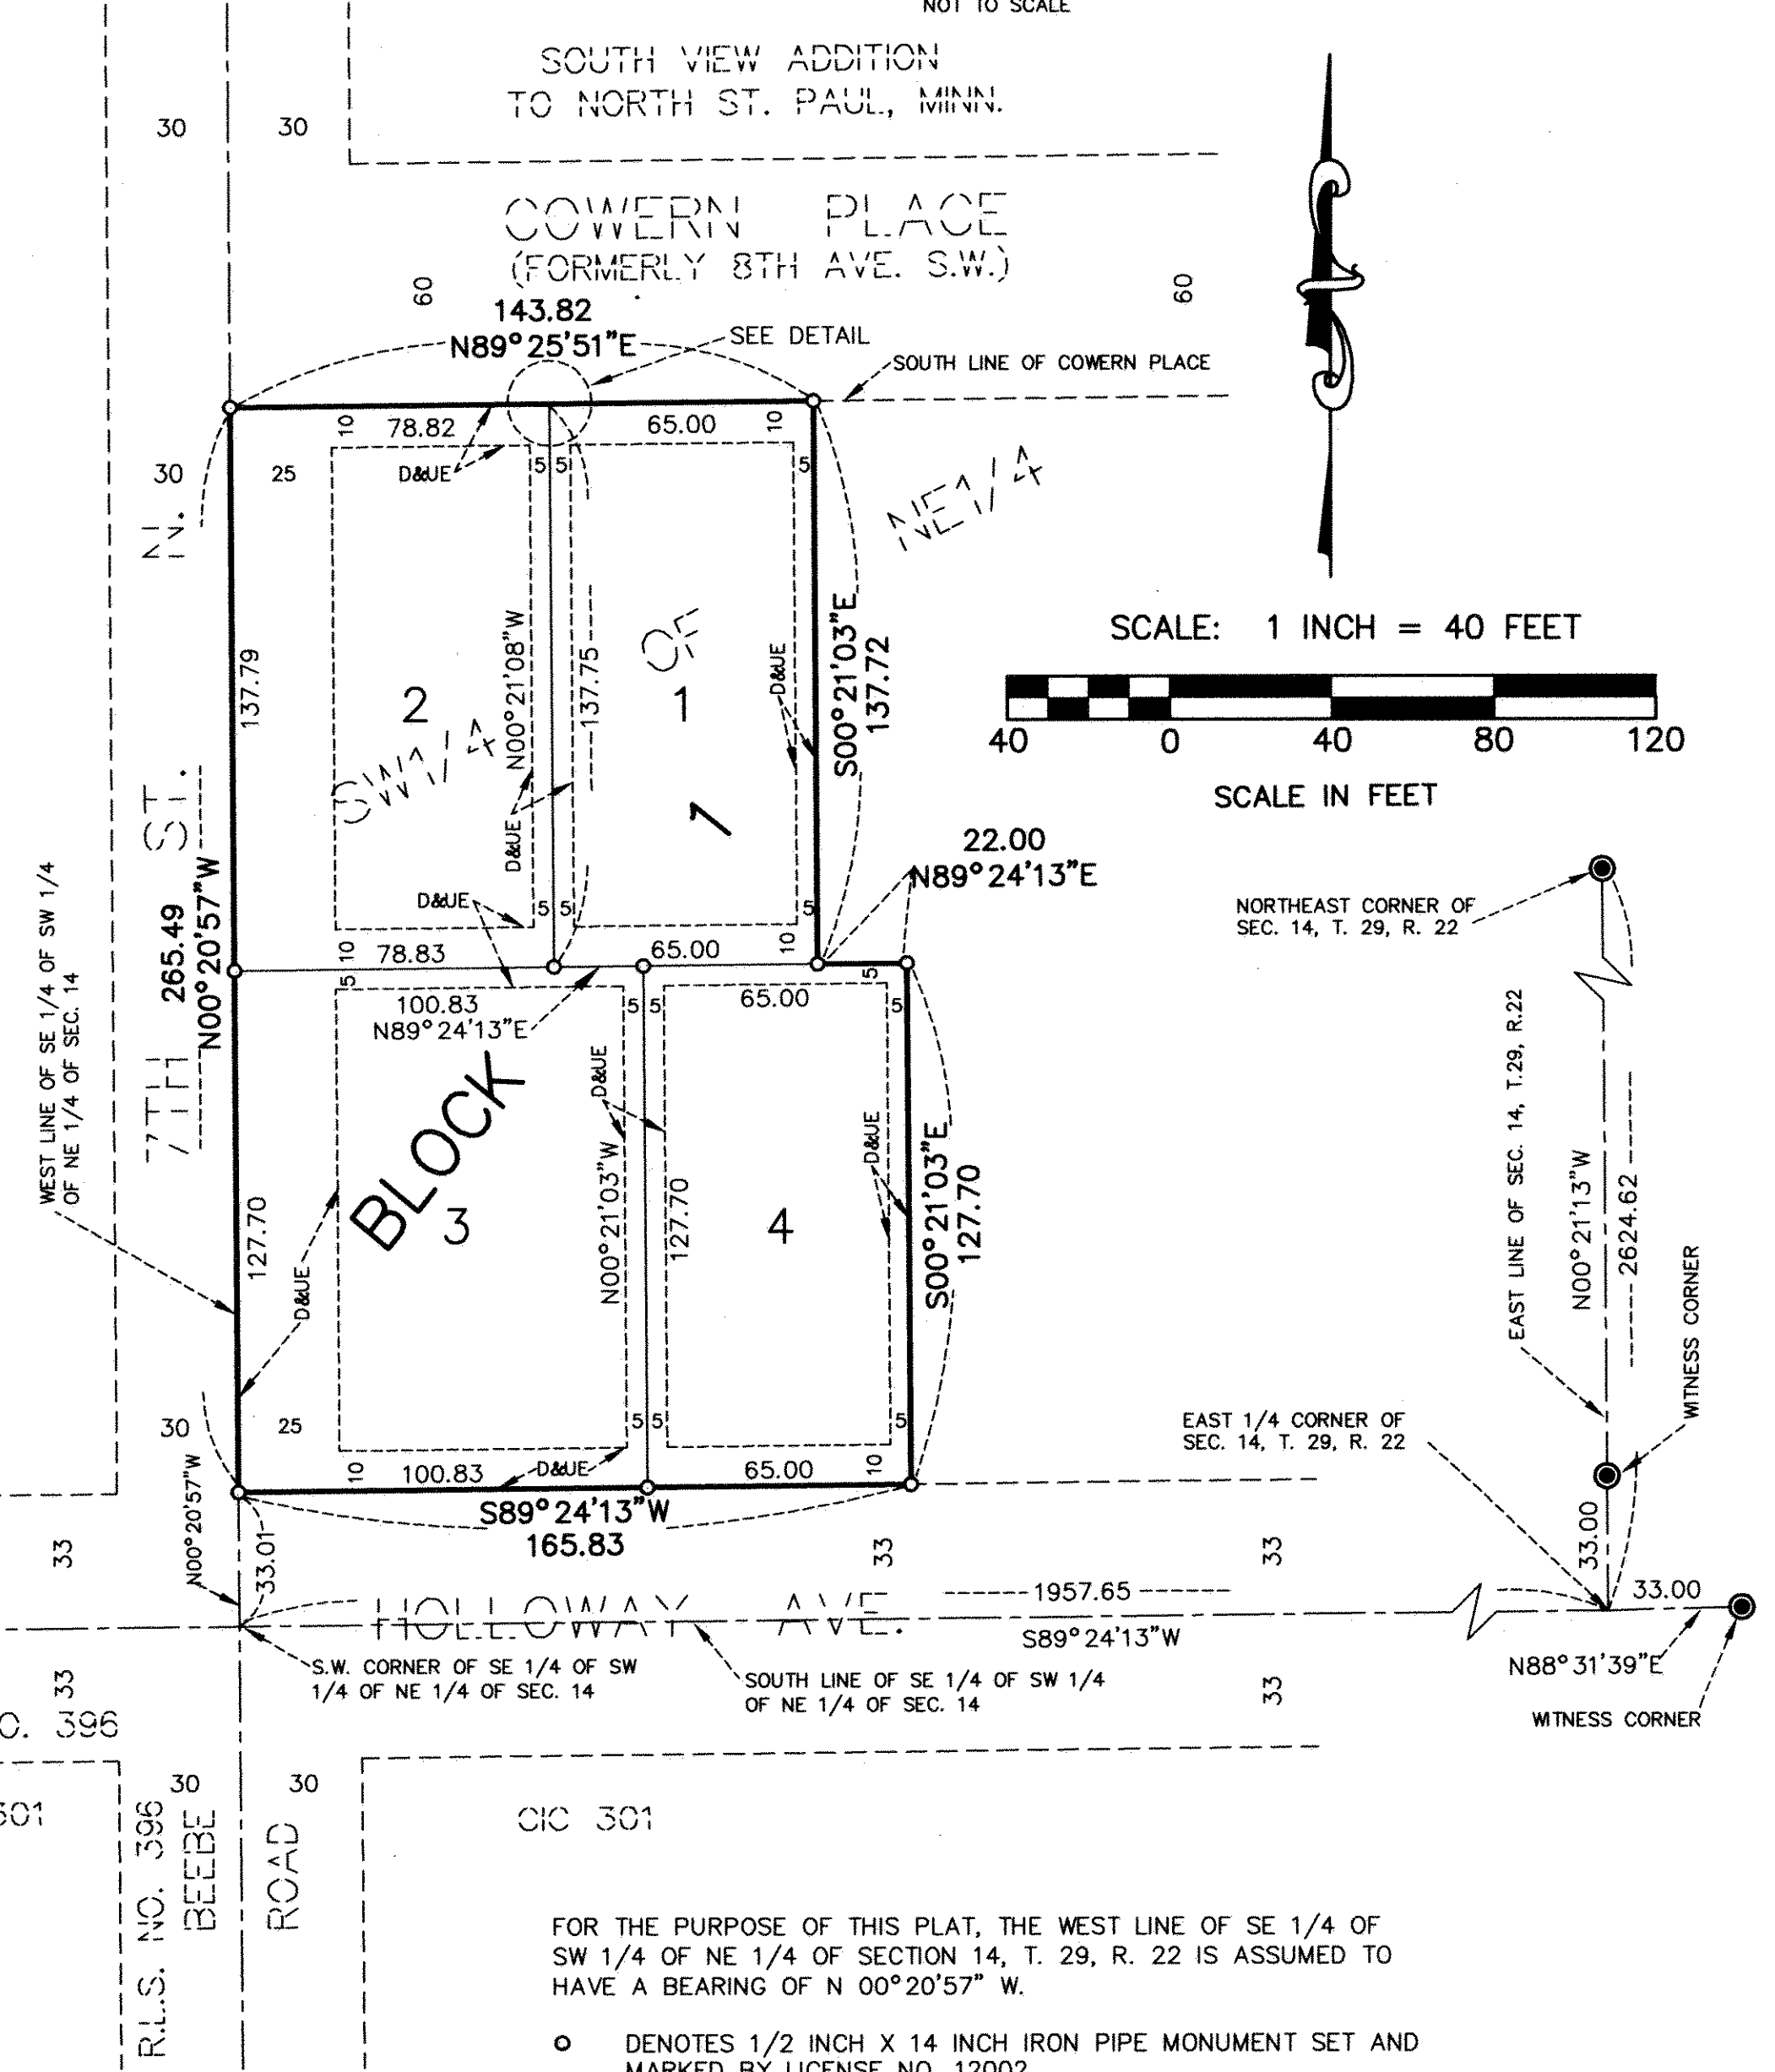 NOT TO SCALE
SOUTH VIEW ADDITION
TO NORTH ST. PAUL, MINN.
30
30
COWERN PLACE
(FORMERLY 8TH AVE. S.W.)
60
60
143.82
N89°25'51"E
SEE DETAIL
SOUTH LINE OF COWERN PLACE
10
78.82
65.00
10
30
25
D&UE
5
5
5
NE1/4
7TH ST. N.
137.79
2
N00°21'08"W
137.75
OF
1
D&UE
S00°21'03"E
137.72
SW1/4
D&UE
1
SCALE: 1 INCH = 40 FEET
40 0 40 80 120
SCALE IN FEET
22.00
N89°24'13"E
WEST LINE OF SE 1/4 OF SW 1/4
OF NE 1/4 OF SEC. 14
265.49
N00°20'57"W
D&UE
5
5
5
10
78.83
65.00
10
5
100.83
N89°24'13"E
5
5
65.00
5
5
NORTHEAST CORNER OF
SEC. 14, T. 29, R. 22
EAST LINE OF SEC. 14, T.29, R.22
N00°21'13"W
2624.62
WITNESS CORNER
BLOCK
127.70
D&UE
3
D&UE
N00°21'03"W
127.70
4
D&UE
S00°21'03"E
127.70
30
25
5
5
5
10
100.83
D&UE
65.00
10
S89°24'13"W
165.83
EAST 1/4 CORNER OF
SEC. 14, T. 29, R. 22
N00°20'57"W
33.01
33
33
33
33.00
33.00
HOLLOWAY AVE.
1957.65
S89°24'13"W
N88°31'39"E
WITNESS CORNER
S.W. CORNER OF SE 1/4 OF SW
1/4 OF NE 1/4 OF SEC. 14
SOUTH LINE OF SE 1/4 OF SW 1/4
OF NE 1/4 OF SEC. 14
33
33
O. 396
30
30
301
R.L.S. NO. 396
BEEBE
ROAD
CIC 301
FOR THE PURPOSE OF THIS PLAT, THE WEST LINE OF SE 1/4 OF
SW 1/4 OF NE 1/4 OF SECTION 14, T. 29, R. 22 IS ASSUMED TO
HAVE A BEARING OF N 00°20'57" W.
DENOTES 1/2 INCH X 14 INCH IRON PIPE MONUMENT SET AND
MARKED BY LICENSE NO. 12002